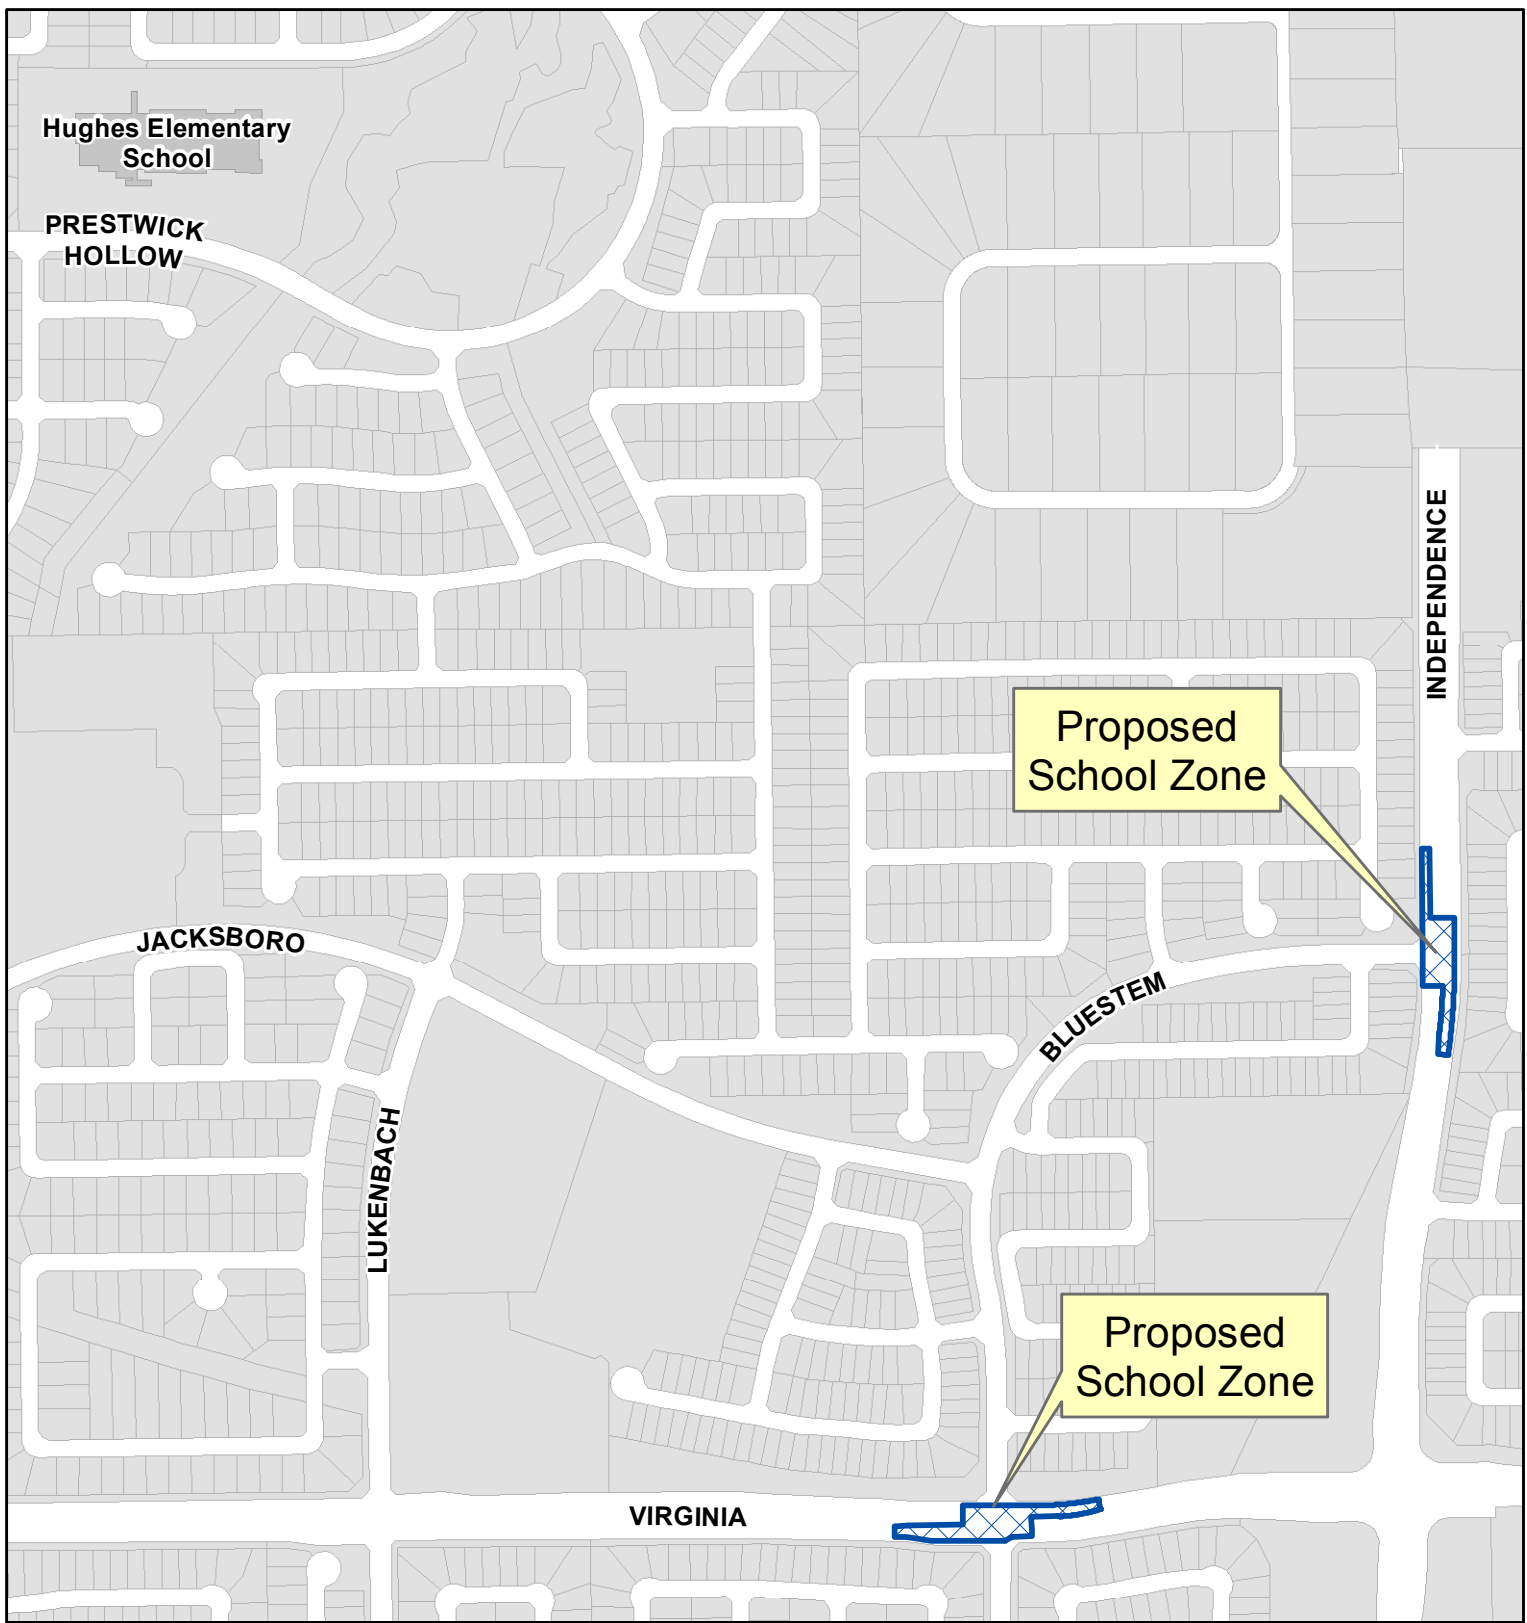 Hughes Elementary
School
PRESTWICK
HOLLOW
INDEPENDENCE
Proposed
School Zone
JACKSBORO
BLUESTEM
LUKENBACH
Proposed
School Zone
VIRGINIA